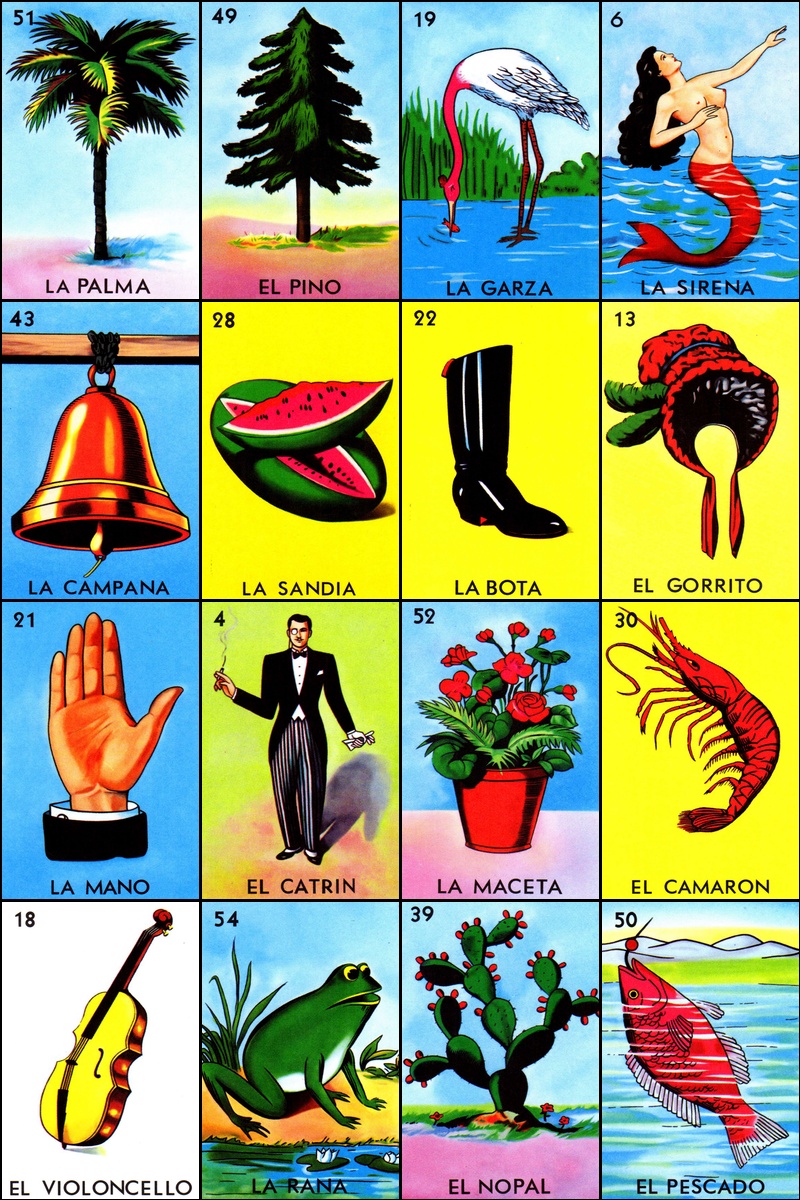 51
LA PALMA
49
EL PINO
19
LA GARZA
6
LA SIRENA
43
LA CAMPANA
28
LA SANDIA
22
LA BOTA
13
EL GORRITO
21
LA MANO
4
EL CATRIN
52
LA MACETA
30
EL CAMARON
18
EL VIOLONCELLO
54
LA RANA
39
EL NOPAL
50
EL PESCADO